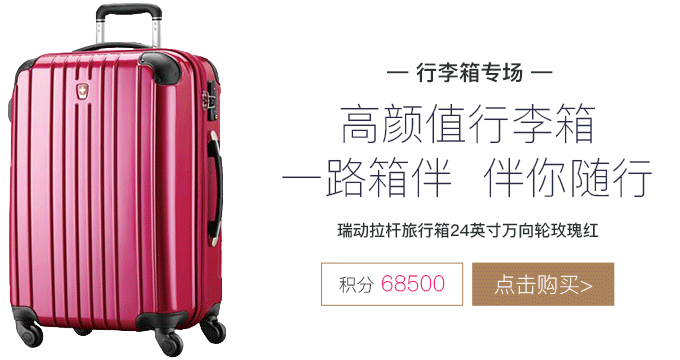 — 行李箱专场 —
高颜值行李箱
一路箱伴 伴你随行
瑞动拉杆旅行箱24英寸万向轮玫瑰红
积分 68500
点击购买>